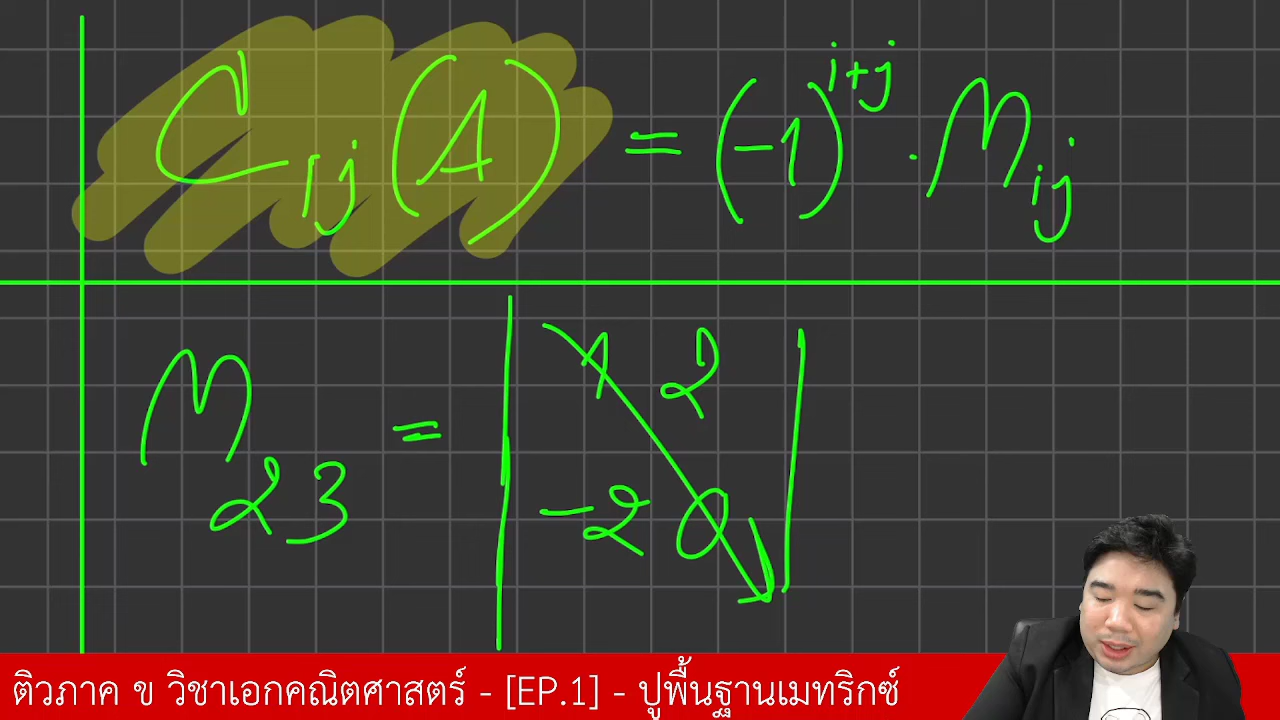 C_ij(A) = (-1)^{i+j} · M_ij
M_23 = | 1 2 |
| -2 0 |
ติวภาค ข วิชาเอกคณิตศาสตร์ - [EP.1] - ปูพื้นฐานเมทริกซ์